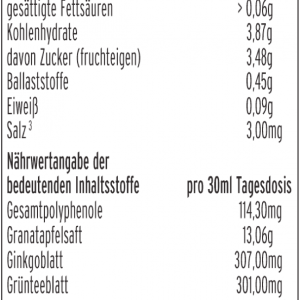 gesättigte Fettsäuren > 0,06g
Kohlenhydrate 3,87g
davon Zucker (fruchteigen) 3,48g
Ballaststoffe 0,45g
Eiweiß 0,09g
Salz ³ 3,00mg
Nährwertangabe der
bedeutenden Inhaltsstoffe pro 30ml Tagesdosis
Gesamtpolyphenole 114,30mg
Granatapfelsaft 13,06g
Ginkgoblatt 307,00mg
Grünteeblatt 301,00mg